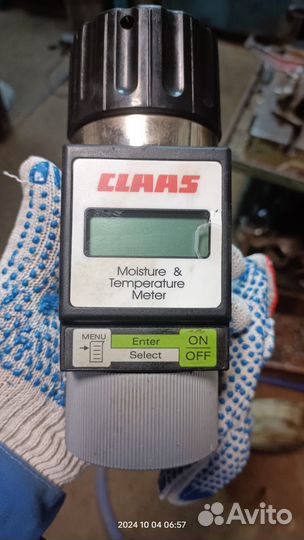 CLAAS
Moisture &
Temperature
Meter
MENU
Enter
Select
ON
OFF
2024 10 04 06:57
Avito